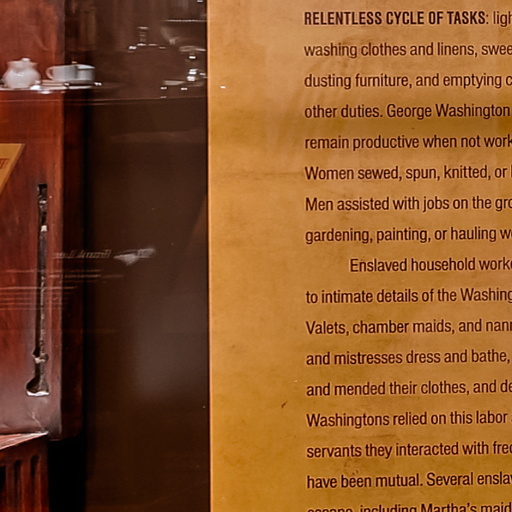 RELENTLESS CYCLE OF TASKS: ligh
washing clothes and linens, swee
dusting furniture, and emptying c
other duties. George Washington
remain productive when not work
Women sewed, spun, knitted, or
Men assisted with jobs on the gro
gardening, painting, or hauling w
Enslaved household worke
to intimate details of the Washing
Valets, chamber maids, and nann
and mistresses dress and bathe,
and mended their clothes, and de
Washingtons relied on this labor
servants they interacted with fre
have been mutual. Several ensla
escape, including Martha's maid